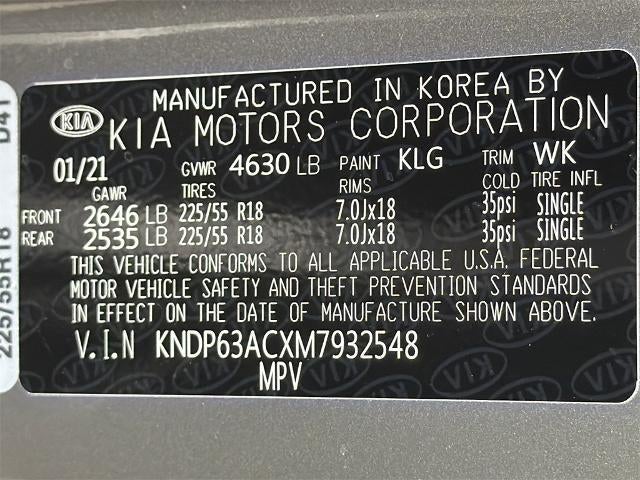 MANUFACTURED IN KOREA BY
KIA KIA MOTORS CORPORATION
01/21 GVWR 4630 LB PAINT KLG TRIM WK
GAWR TIRES RIMS COLD TIRE INFL
FRONT 2646 LB 225/55 R18 7.0Jx18 35psi SINGLE
REAR 2535 LB 225/55 R18 7.0Jx18 35psi SINGLE
THIS VEHICLE CONFORMS TO ALL APPLICABLE U.S.A. FEDERAL
MOTOR VEHICLE SAFETY AND THEFT PREVENTION STANDARDS
IN EFFECT ON THE DATE OF MANUFACTURE SHOWN ABOVE.
V.I.N KNDP63ACXM7932548
MPV
225/55R18